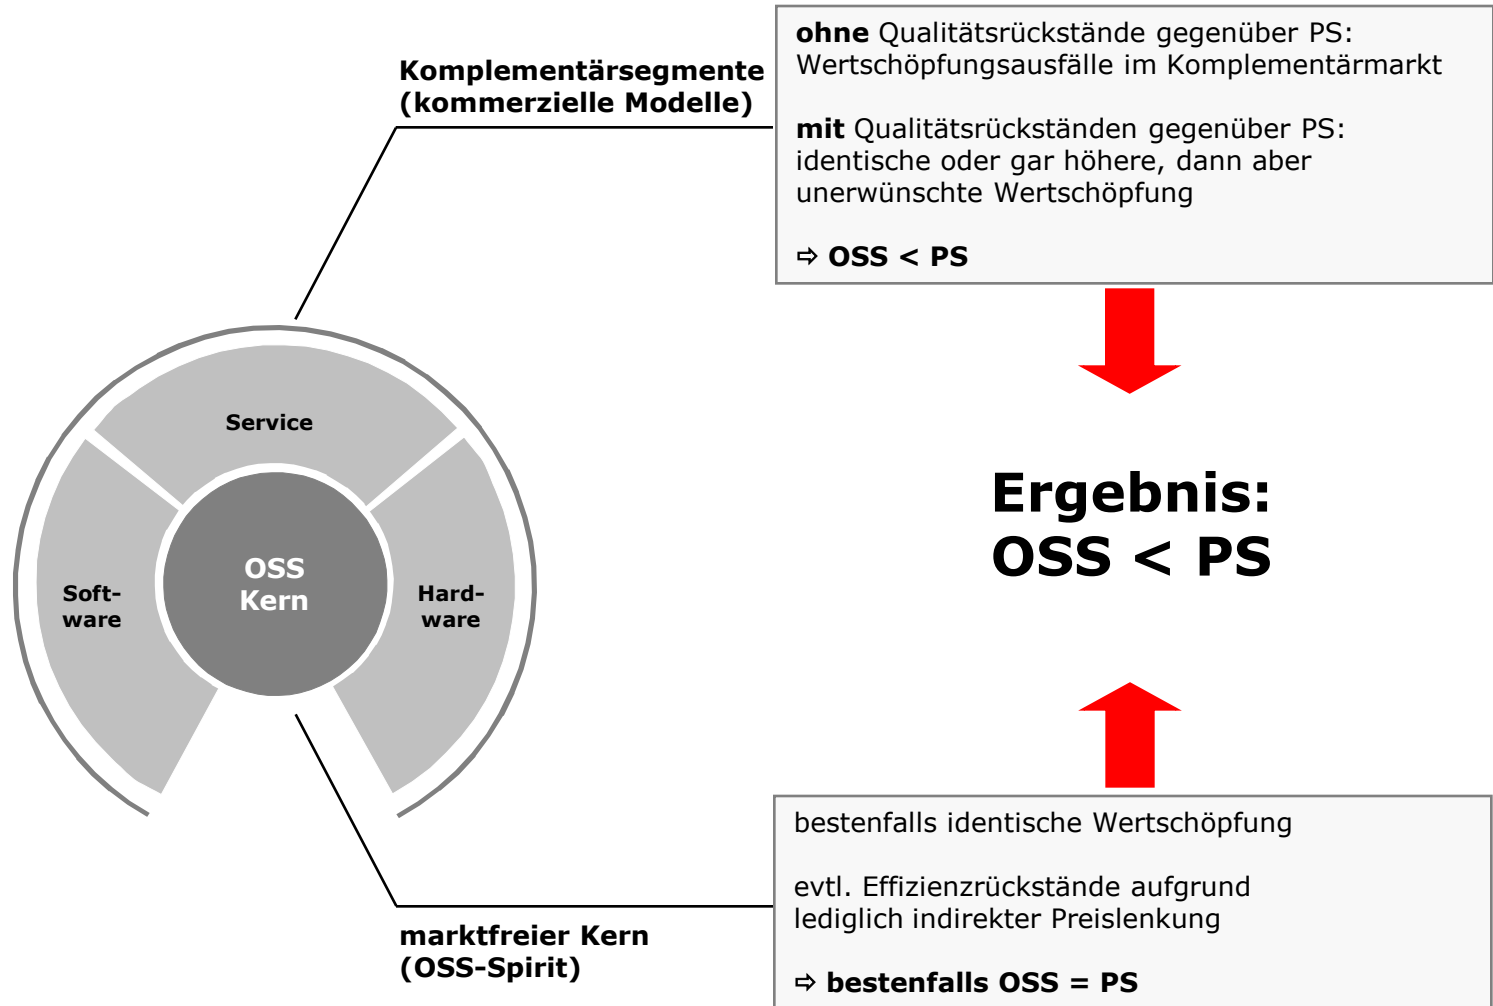 Komplementärsegmente
(kommerzielle Modelle)
ohne Qualitätsrückstände gegenüber PS:
Wertschöpfungsausfälle im Komplementärmarkt
mit Qualitätsrückständen gegenüber PS:
identische oder gar höhere, dann aber
unerwünschte Wertschöpfung
⇨ OSS < PS
Service
Soft-
ware
OSS
Kern
Hard-
ware
Ergebnis:
OSS < PS
marktfreier Kern
(OSS-Spirit)
bestenfalls identische Wertschöpfung
evtl. Effizienzrückstände aufgrund
lediglich indirekter Preislenkung
⇨ bestenfalls OSS = PS